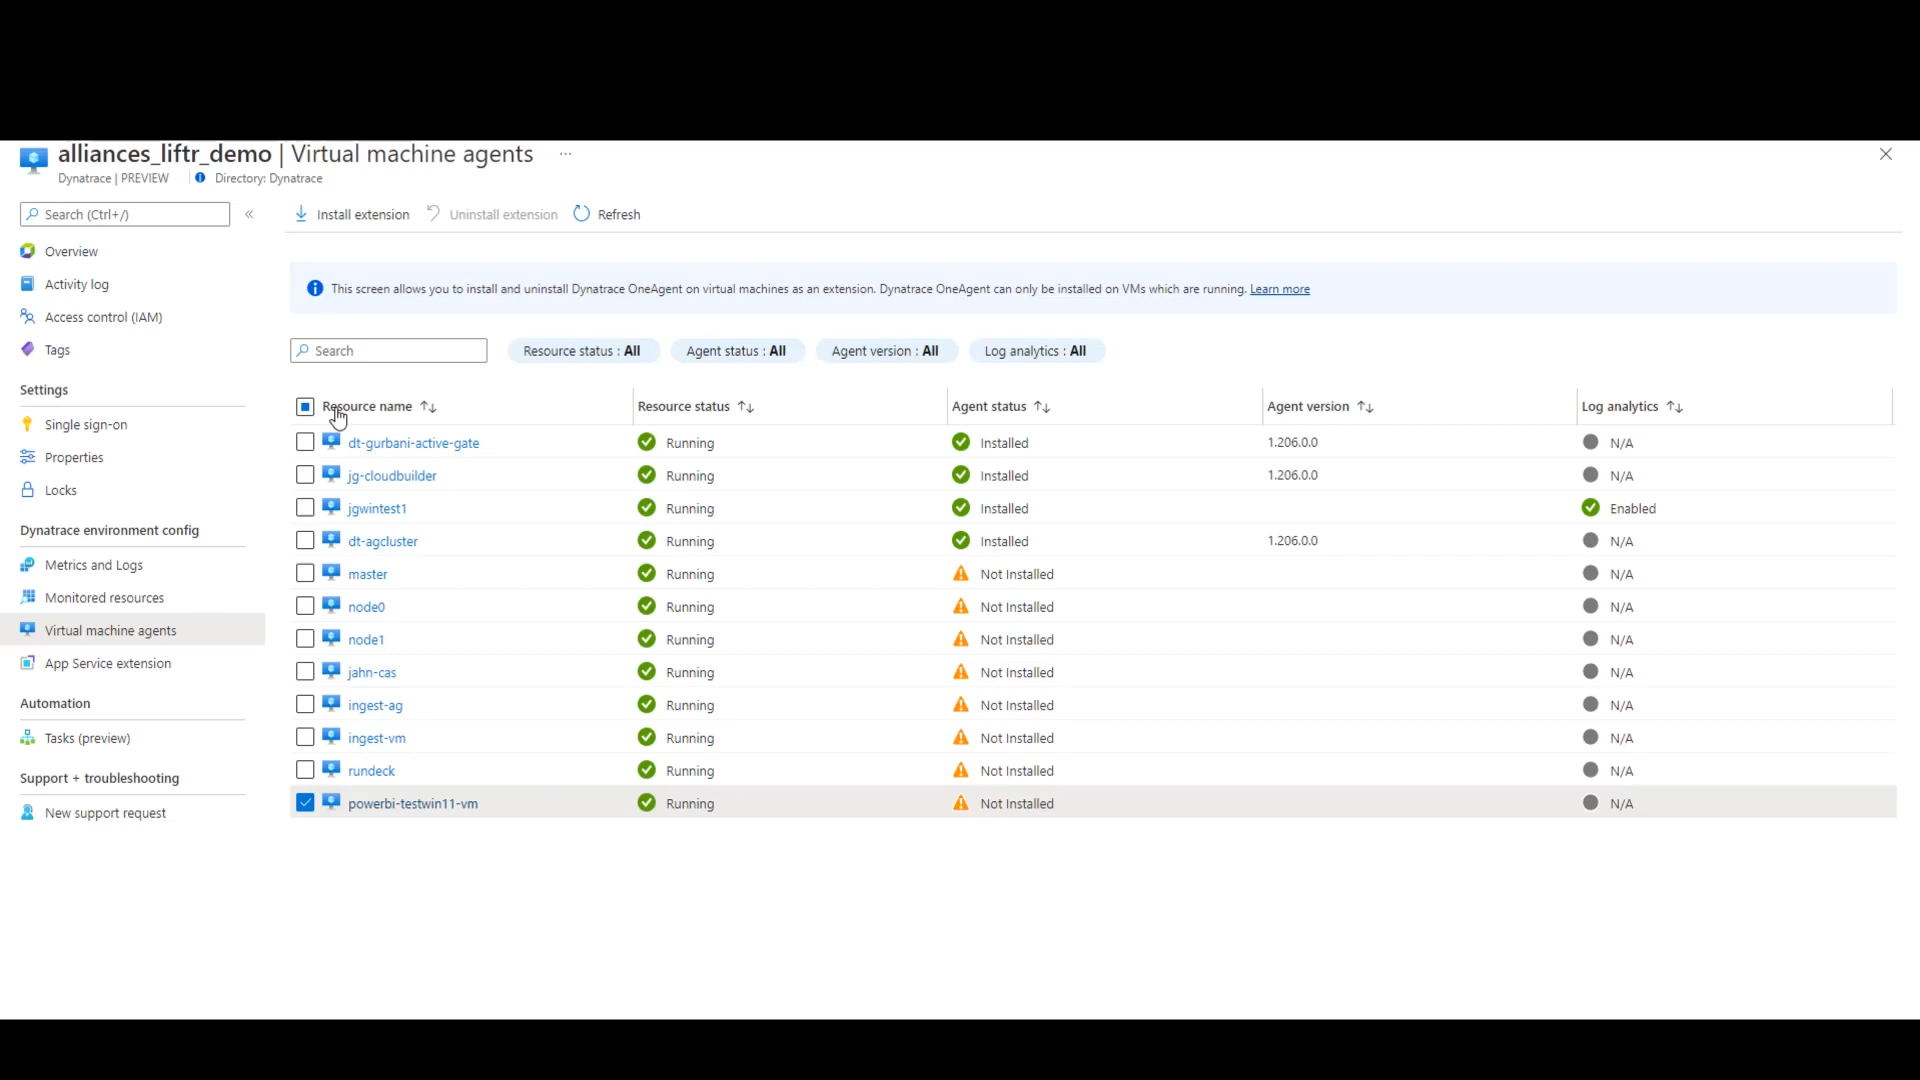 alliances_liftr_demo | Virtual machine agents ...
Dynatrace | PREVIEW Directory: Dynatrace
Search (Ctrl+/) «
Install extension Uninstall extension Refresh
Overview
Activity log
Access control (IAM)
Tags
Settings
Single sign-on
Properties
Locks
Dynatrace environment config
Metrics and Logs
Monitored resources
Virtual machine agents
App Service extension
Automation
Tasks (preview)
Support + troubleshooting
New support request
This screen allows you to install and uninstall Dynatrace OneAgent on virtual machines as an extension. Dynatrace OneAgent can only be installed on VMs which are running. Learn more
Search Resource status : All Agent status : All Agent version : All Log analytics : All
Resource name ↑↓ Resource status ↑↓ Agent status ↑↓ Agent version ↑↓ Log analytics ↑↓
dt-gurbani-active-gate Running Installed 1.206.0.0 N/A
jg-cloudbuilder Running Installed 1.206.0.0 N/A
jgwintest1 Running Installed Enabled
dt-agcluster Running Installed 1.206.0.0 N/A
master Running Not Installed N/A
node0 Running Not Installed N/A
node1 Running Not Installed N/A
jahn-cas Running Not Installed N/A
ingest-ag Running Not Installed N/A
ingest-vm Running Not Installed N/A
rundeck Running Not Installed N/A
powerbi-testwin11-vm Running Not Installed N/A